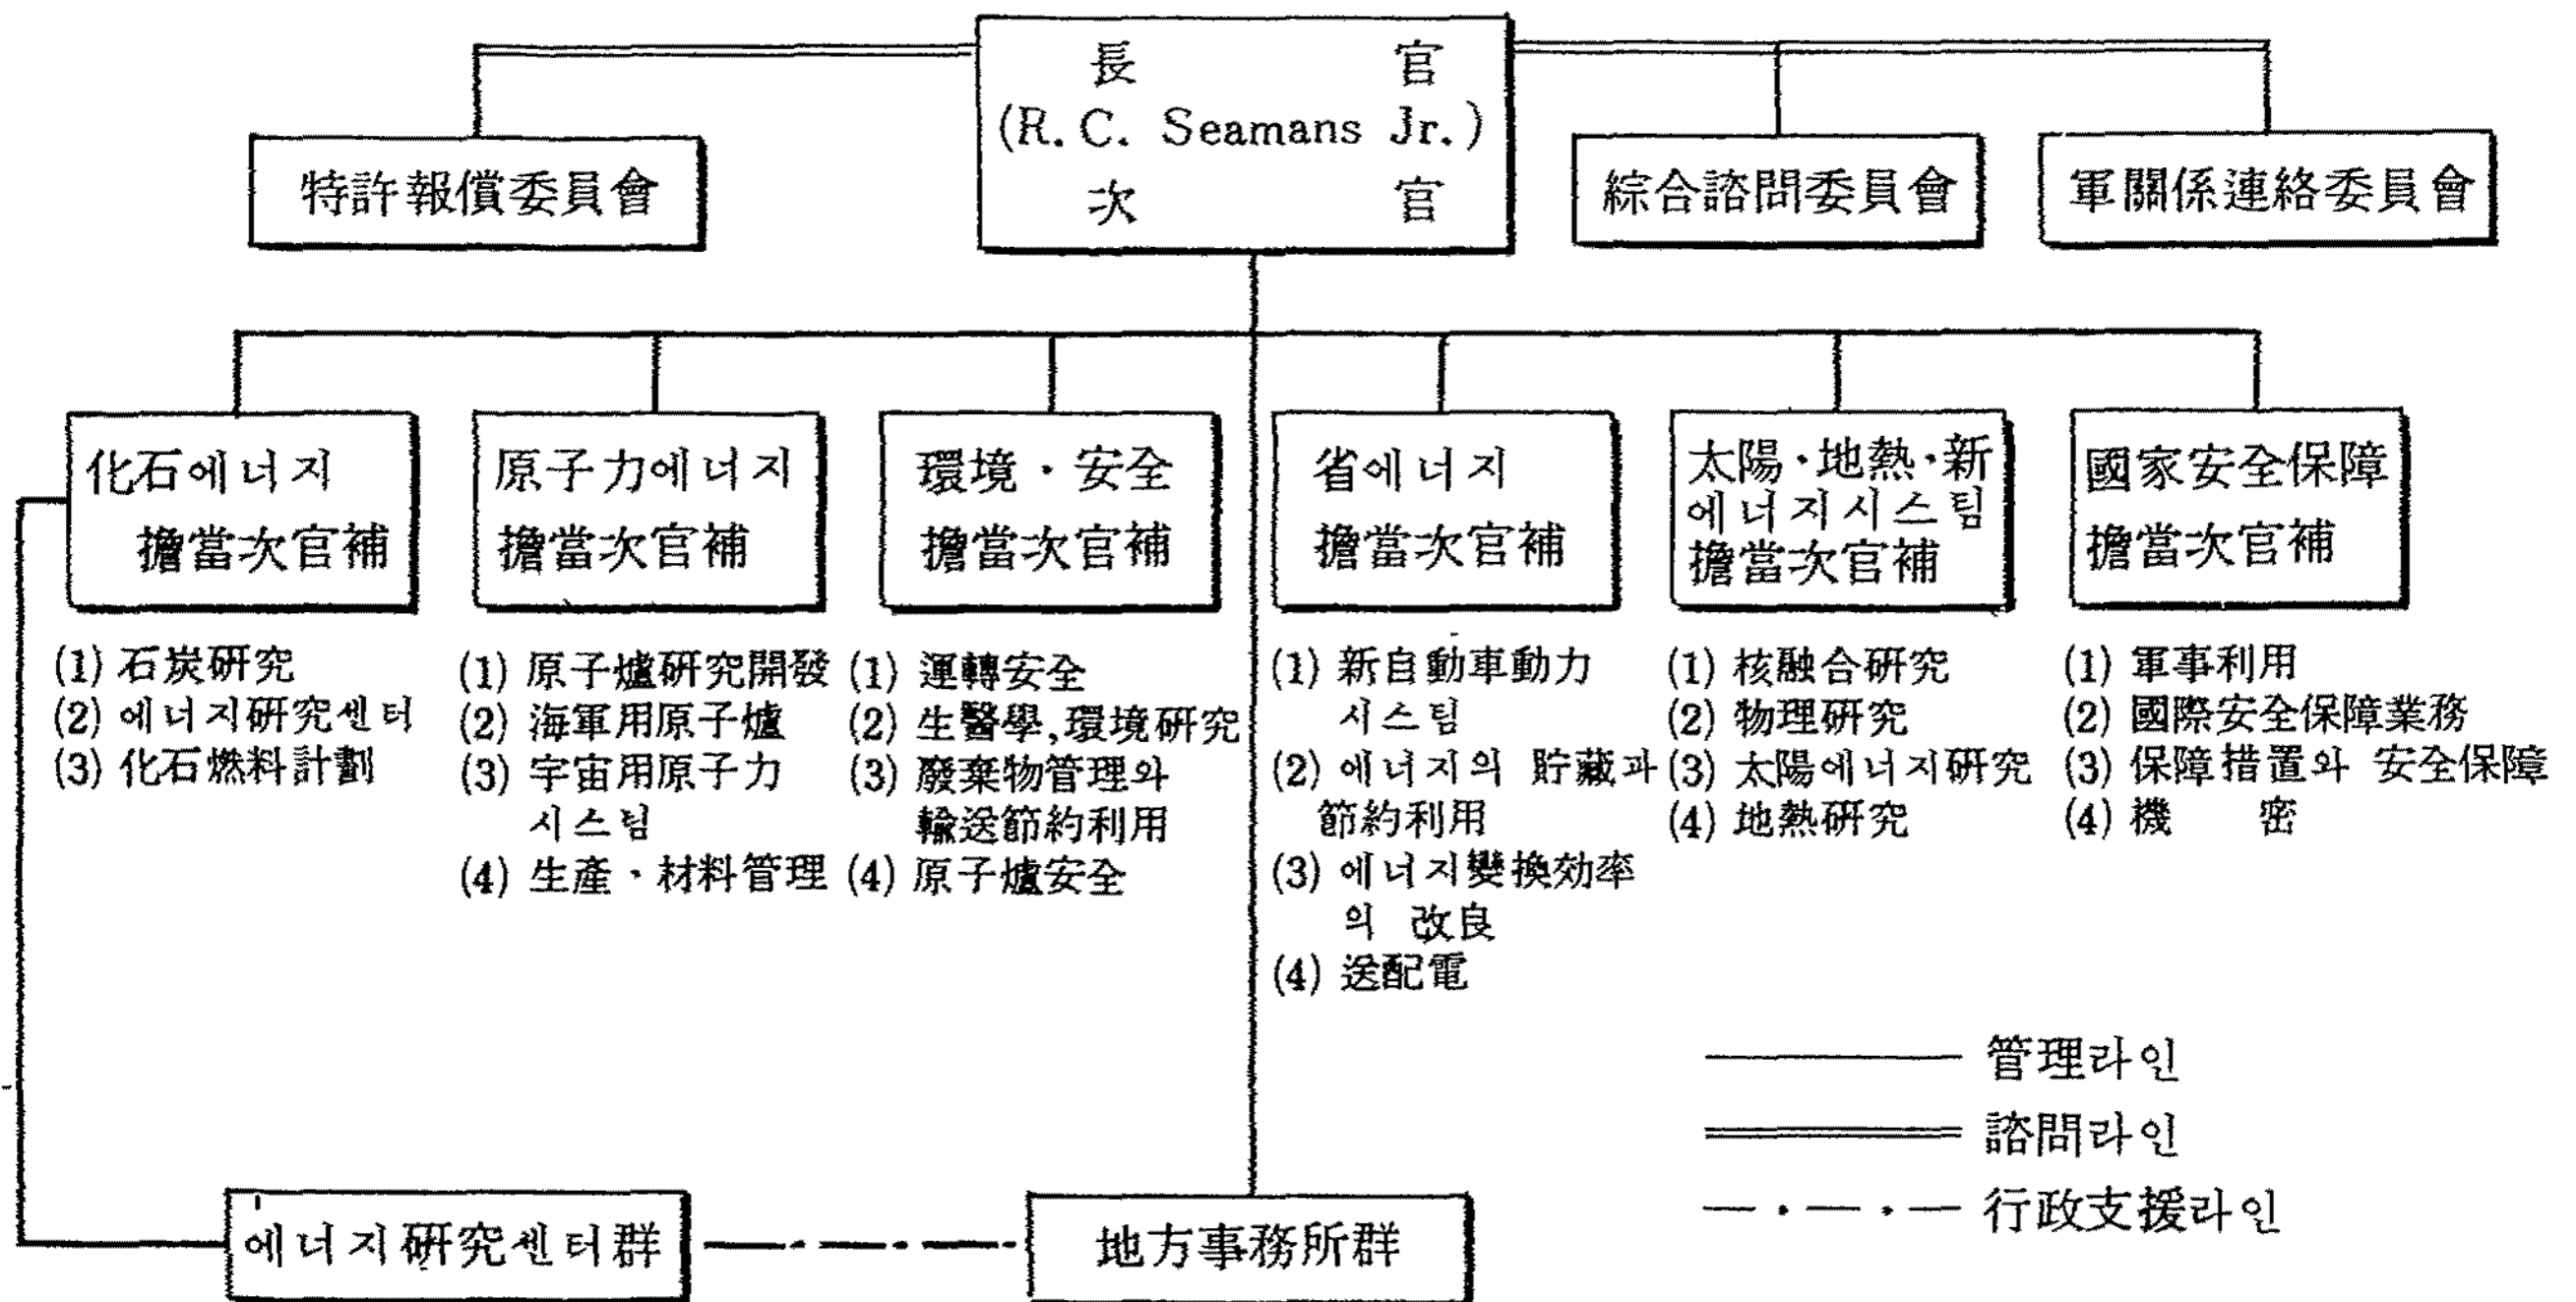 長 官
(R. C. Seamans Jr.)
次 官
特許報償委員會
綜合諮問委員會
軍關係連絡委員會
化石에너지
擔當次官補
原子力에너지
擔當次官補
環境・安全
擔當次官補
省에너지
擔當次官補
太陽・地熱・新
에너지시스팀
擔當次官補
國家安全保障
擔當次官補
(1) 石炭硏究
(2) 에너지硏究센터
(3) 化石燃料計劃
(1) 原子爐硏究開發
(2) 海軍用原子爐
(3) 宇宙用原子力
시스팀
(4) 生產・材料管理
(1) 運轉安全
(2) 生醫學,環境硏究
(3) 廢棄物管理와
輸送節約利用
(4) 原子爐安全
(1) 新自動車動力
시스팀
(2) 에너지의 貯藏과
節約利用
(3) 에너지變換効率
의 改良
(4) 送配電
(1) 核融合硏究
(2) 物理硏究
(3) 太陽에너지硏究
(4) 地熱硏究
(1) 軍事利用
(2) 國際安全保障業務
(3) 保障措置와 安全保障
(4) 機 密
管理라인
諮問라인
行政支援라인
에너지硏究센터群
地方事務所群